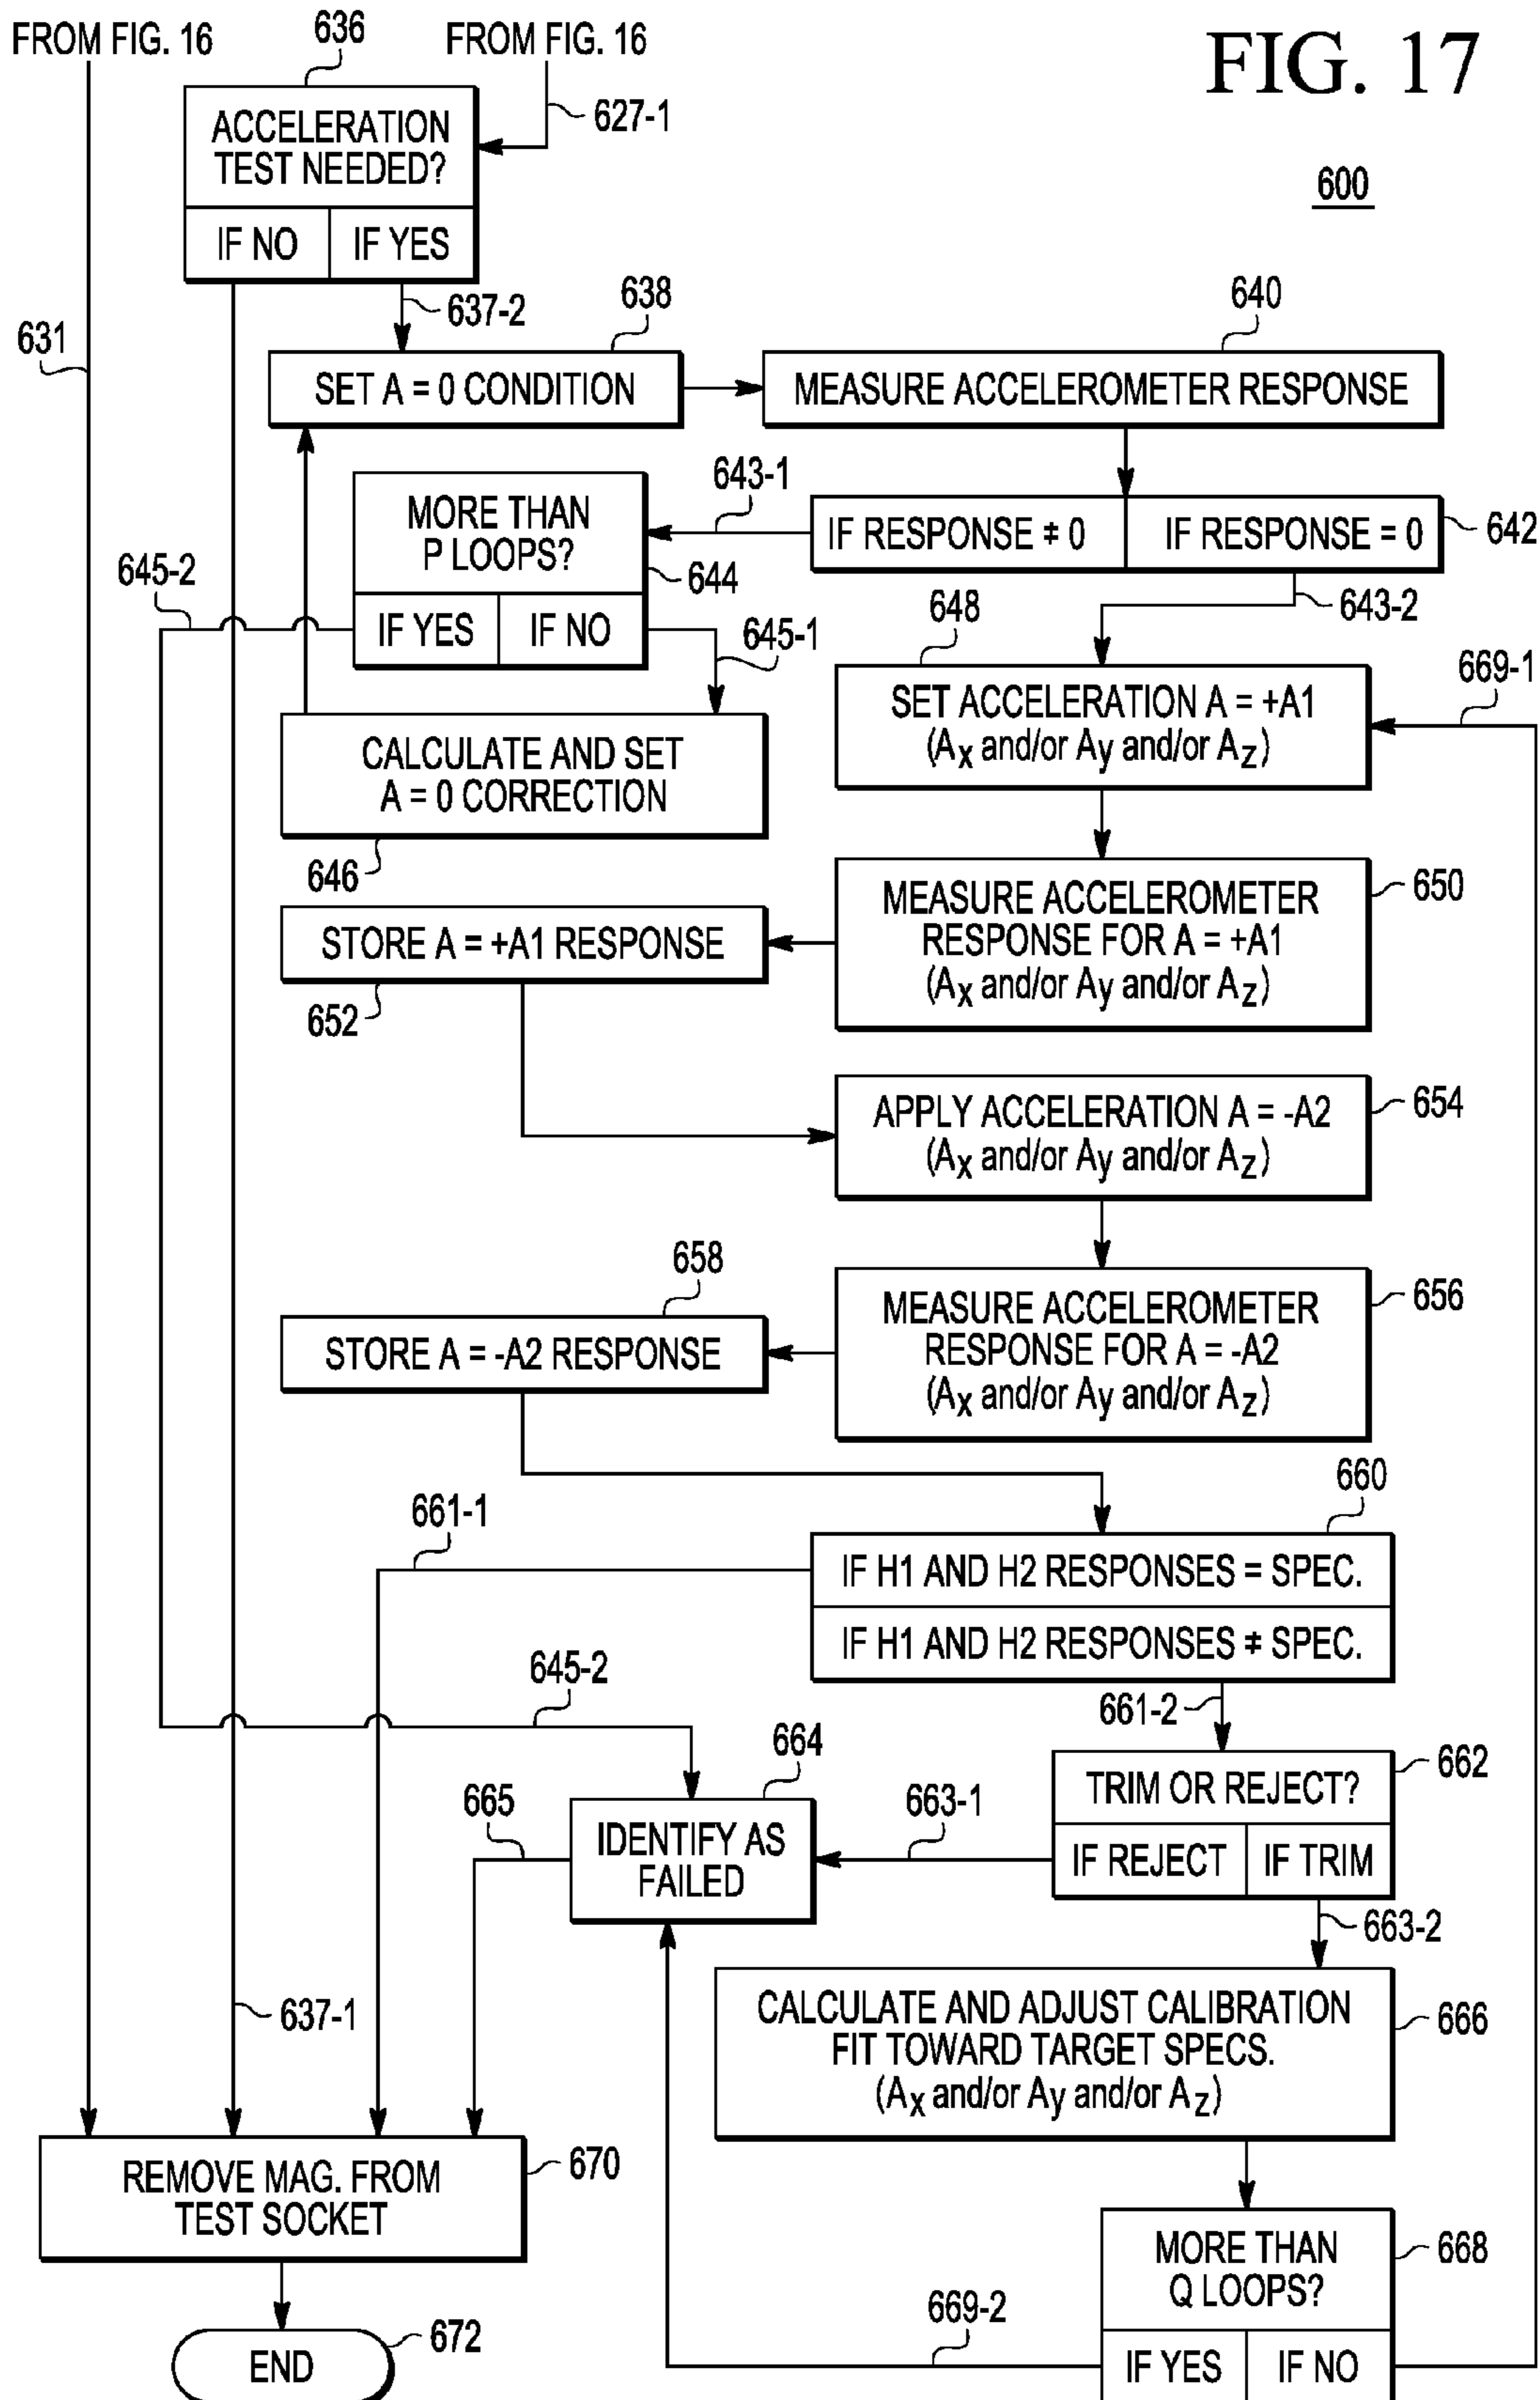 FROM FIG. 16
636
FROM FIG. 16
FIG. 17
627-1
ACCELERATION
TEST NEEDED?
600
IF NO
IF YES
637-2
638
640
631
SET A = 0 CONDITION
MEASURE ACCELEROMETER RESPONSE
643-1
MORE THAN
P LOOPS?
IF RESPONSE ≠ 0
IF RESPONSE = 0
642
645-2
644
648
643-2
IF YES
IF NO
645-1
669-1
SET ACCELERATION A = +A1
(Ax and/or Ay and/or Az)
CALCULATE AND SET
A = 0 CORRECTION
646
MEASURE ACCELEROMETER
RESPONSE FOR A = +A1
(Ax and/or Ay and/or Az)
650
STORE A = +A1 RESPONSE
652
APPLY ACCELERATION A = -A2
(Ax and/or Ay and/or Az)
654
658
MEASURE ACCELEROMETER
RESPONSE FOR A = -A2
(Ax and/or Ay and/or Az)
656
STORE A = -A2 RESPONSE
660
661-1
IF H1 AND H2 RESPONSES = SPEC.
IF H1 AND H2 RESPONSES ≠ SPEC.
645-2
661-2
664
TRIM OR REJECT?
662
665
663-1
IDENTIFY AS
FAILED
IF REJECT
IF TRIM
663-2
637-1
CALCULATE AND ADJUST CALIBRATION
FIT TOWARD TARGET SPECS.
(Ax and/or Ay and/or Az)
666
REMOVE MAG. FROM
TEST SOCKET
670
MORE THAN
Q LOOPS?
668
669-2
672
END
IF YES
IF NO